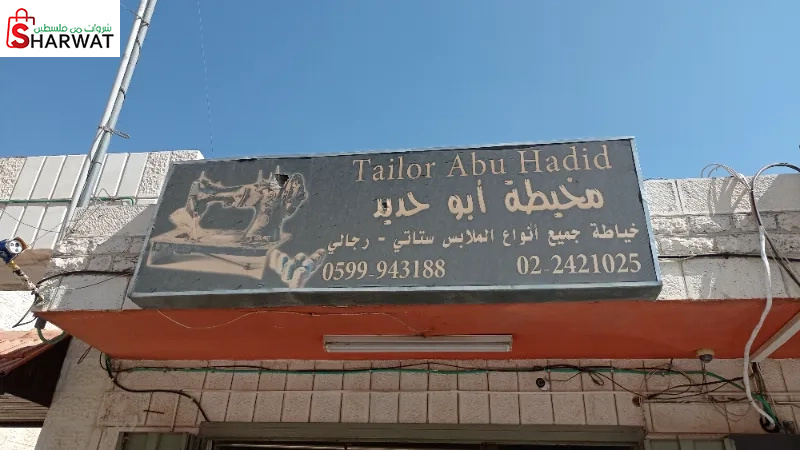 شروات من فلسطين
SHARWAT
Tailor Abu Hadid
مخيطة أبو حديد
خياطة جميع أنواع الملابس ستاتي - رجالي
0599-943188 02-2421025